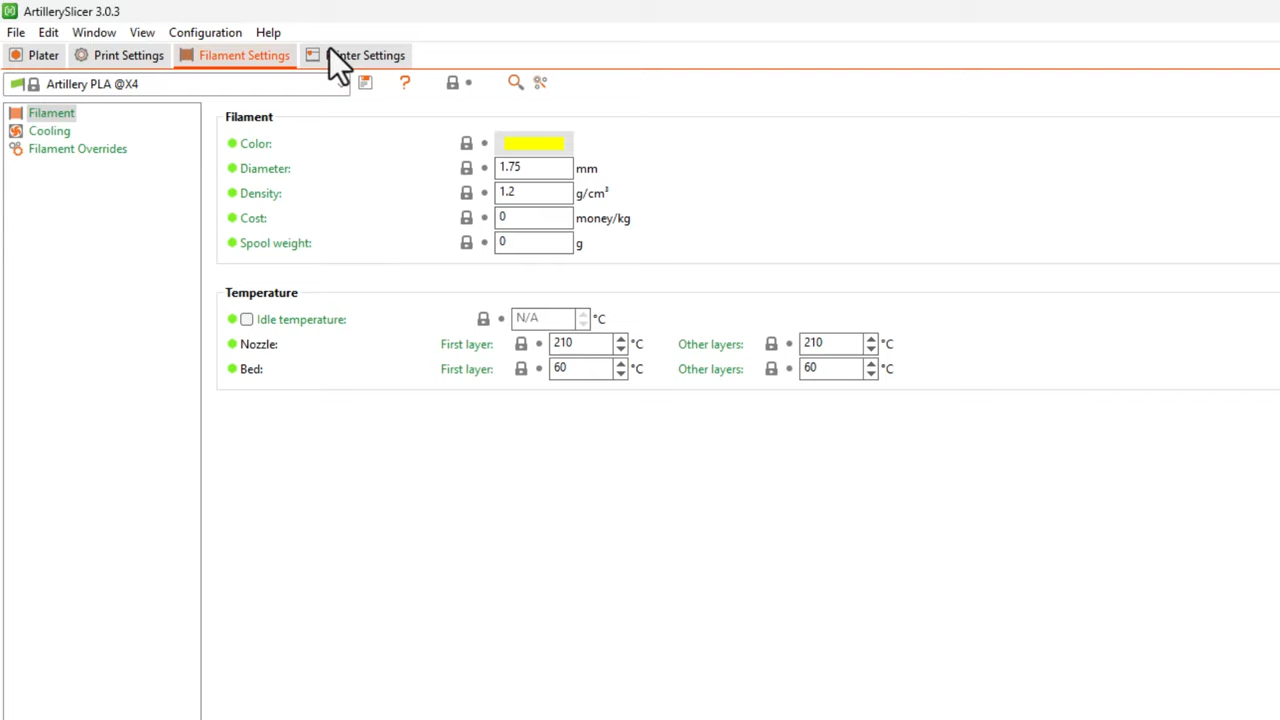 ArtillerySlicer 3.0.3
File Edit Window View Configuration Help
Plater Print Settings Filament Settings Settings
Artillery PLA @X4 ?
Filament
Cooling
Filament Overrides
Filament
Color:
Diameter: 1.75 mm
Density: 1.2 g/cm³
Cost: 0 money/kg
Spool weight: 0 g
Temperature
Idle temperature: N/A °C
Nozzle: First layer: 210 °C Other layers: 210 °C
Bed: First layer: 60 °C Other layers: 60 °C